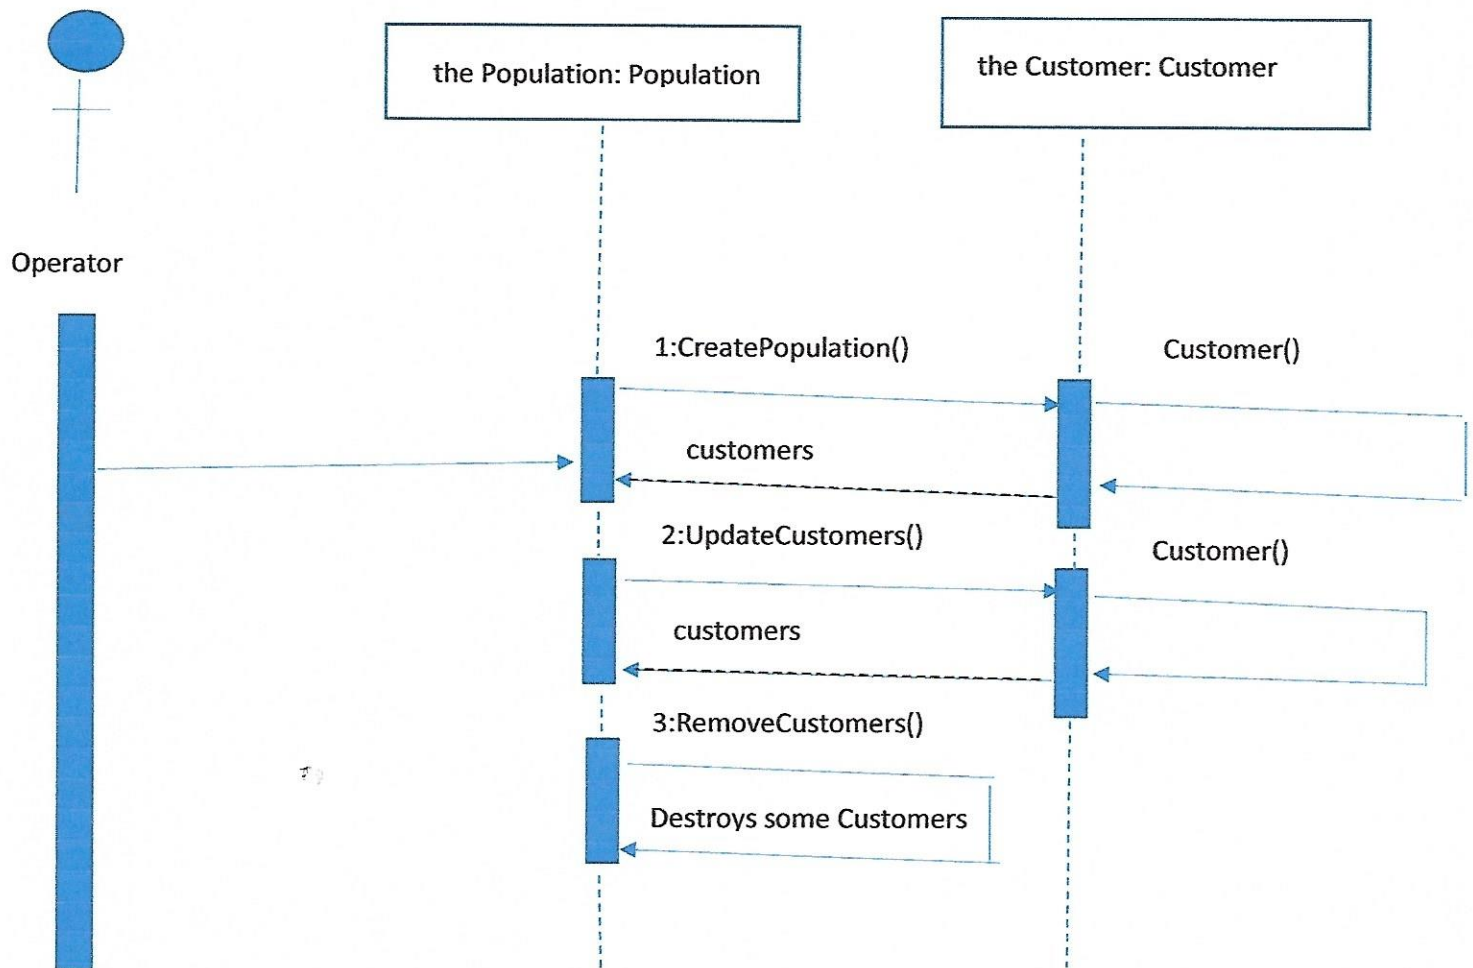 the Population: Population
the Customer: Customer
Operator
1:CreatePopulation()
Customer()
customers
2:UpdateCustomers()
Customer()
customers
3:RemoveCustomers()
Destroys some Customers